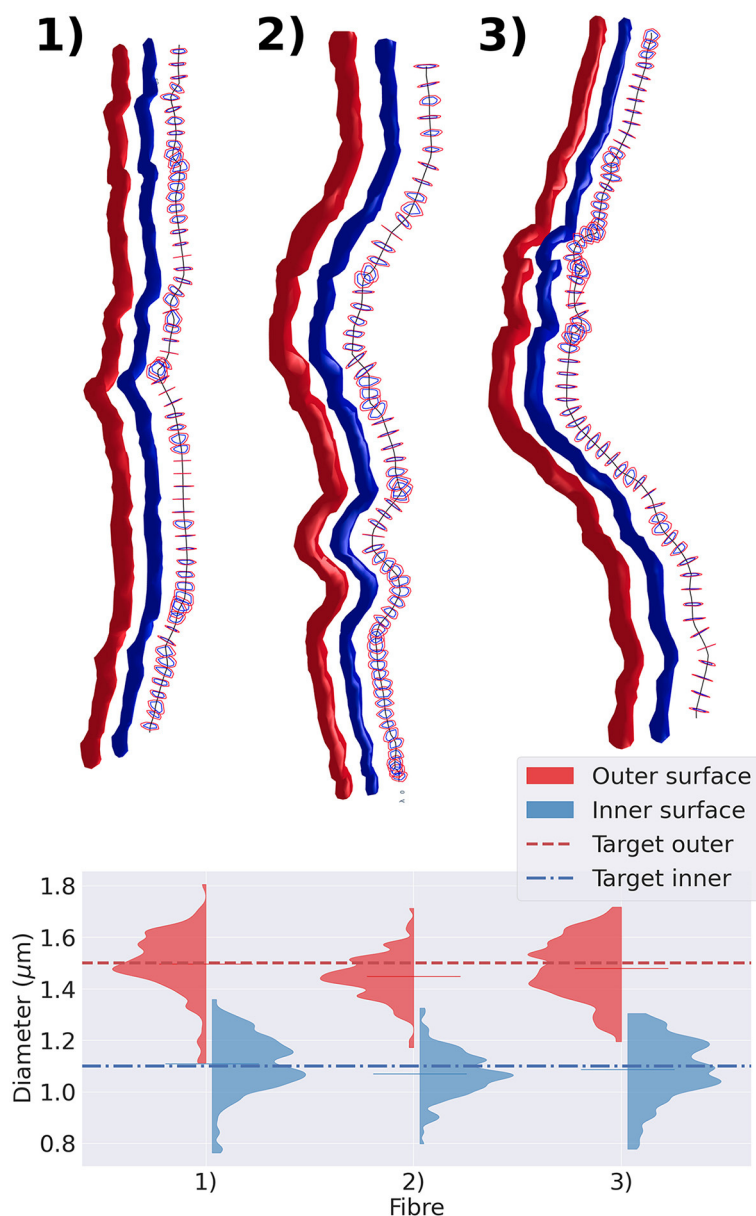 1)
2)
3)
Outer surface
Inner surface
Target outer
Target inner
Diameter (μm)
1.8
1.6
1.4
1.2
1.0
0.8
1)
2)
3)
Fibre